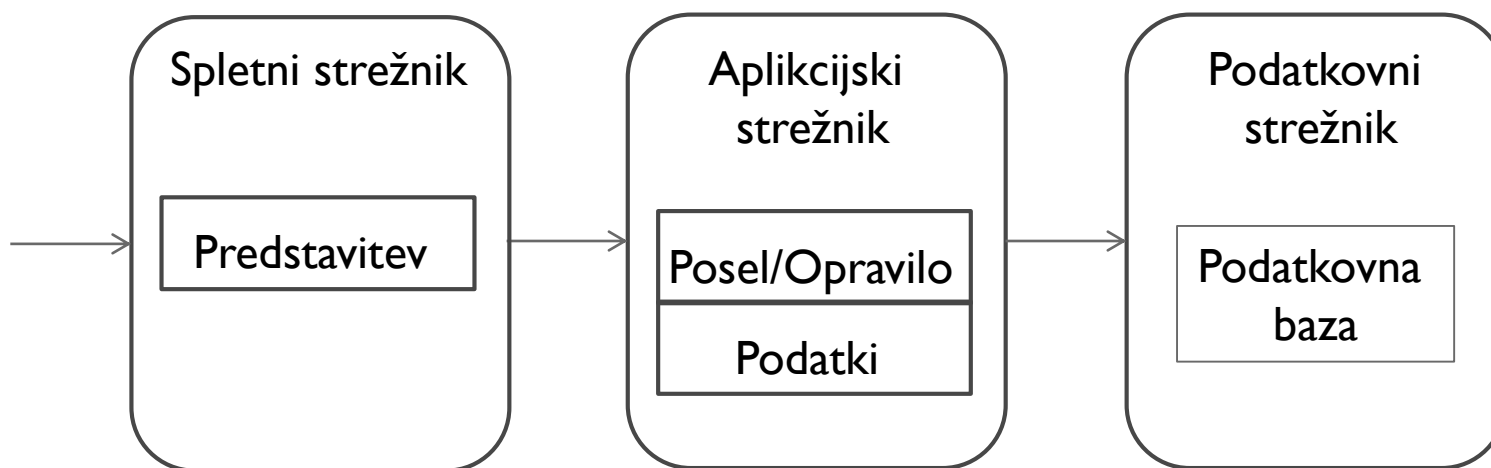 Spletni strežnik
Predstavitev
Aplikcijski
strežnik
Posel/Opravilo
Podatki
Podatkovni
strežnik
Podatkovna
baza